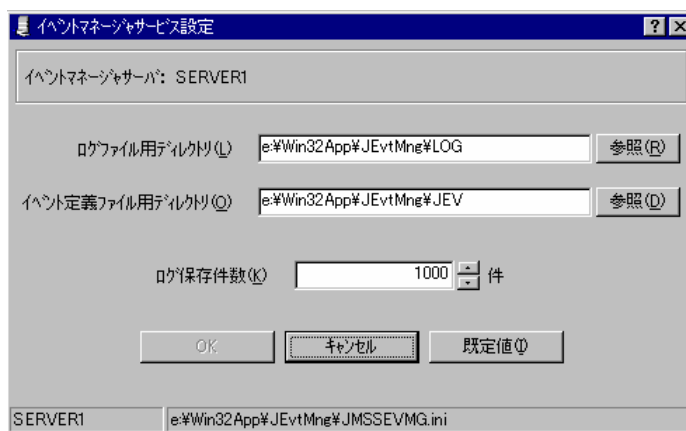 ｲﾍﾞﾝﾄﾏﾈｰｼﾞｬｻｰﾋﾞｽ設定
ｲﾍﾞﾝﾄﾏﾈｰｼﾞｬｻｰﾊﾞ: SERVER1
ﾛｸﾞﾌｧｲﾙ用ﾃﾞｨﾚｸﾄﾘ(L) e:¥Win32App¥JEvtMng¥LOG 参照(R)
ｲﾍﾞﾝﾄ定義ﾌｧｲﾙ用ﾃﾞｨﾚｸﾄﾘ(O) e:¥Win32App¥JEvtMng¥JEV 参照(D)
ﾛｸﾞ保存件数(K) 1000 件
OK ｷｬﾝｾﾙ 既定値(I)
SERVER1 e:¥Win32App¥JEvtMng¥JMSSEVMG.ini